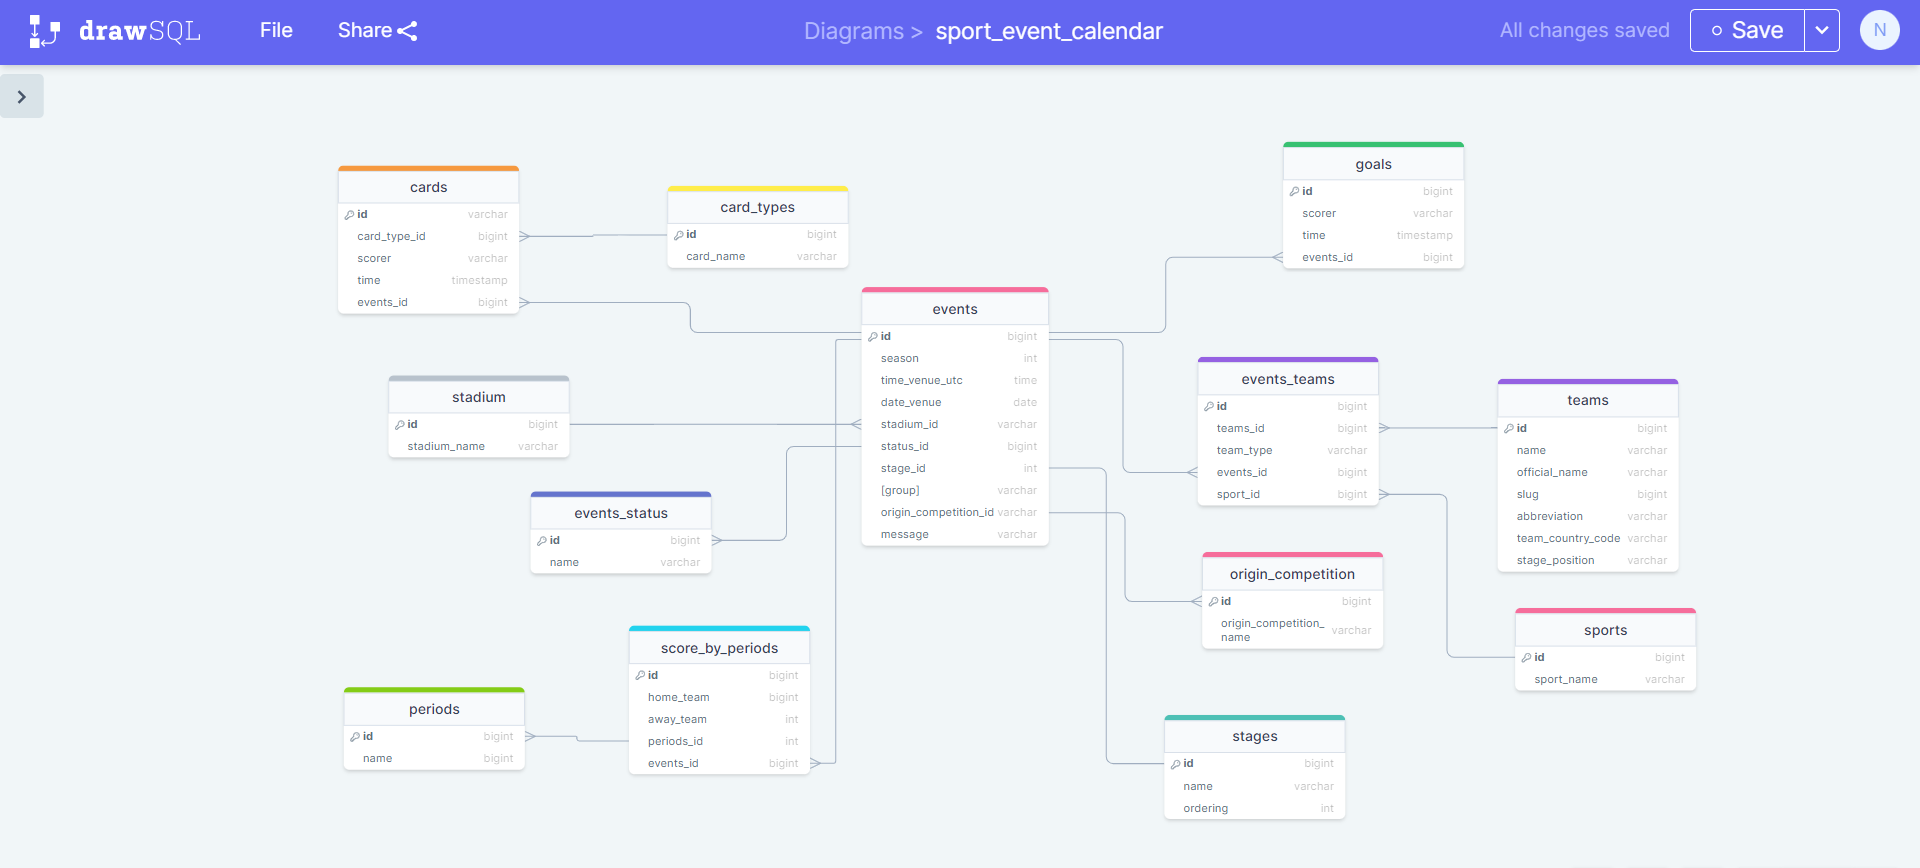 drawSQL
File
Share
Diagrams > sport_event_calendar
All changes saved
Save
N
cards
id varchar
card_type_id bigint
scorer varchar
time timestamp
events_id bigint
card_types
id bigint
card_name varchar
goals
id bigint
scorer varchar
time timestamp
events_id bigint
events
id bigint
season int
time_venue_utc time
date_venue date
stadium_id varchar
status_id bigint
stage_id int
[group] varchar
origin_competition_id varchar
message varchar
stadium
id bigint
stadium_name varchar
events_teams
id bigint
teams_id bigint
team_type varchar
events_id bigint
sport_id bigint
teams
id bigint
name varchar
official_name varchar
slug bigint
abbreviation varchar
team_country_code varchar
stage_position varchar
events_status
id bigint
name varchar
origin_competition
id bigint
origin_competition_
name varchar
sports
id bigint
sport_name varchar
score_by_periods
id bigint
home_team bigint
away_team int
periods_id int
events_id bigint
periods
id bigint
name bigint
stages
id bigint
name varchar
ordering int